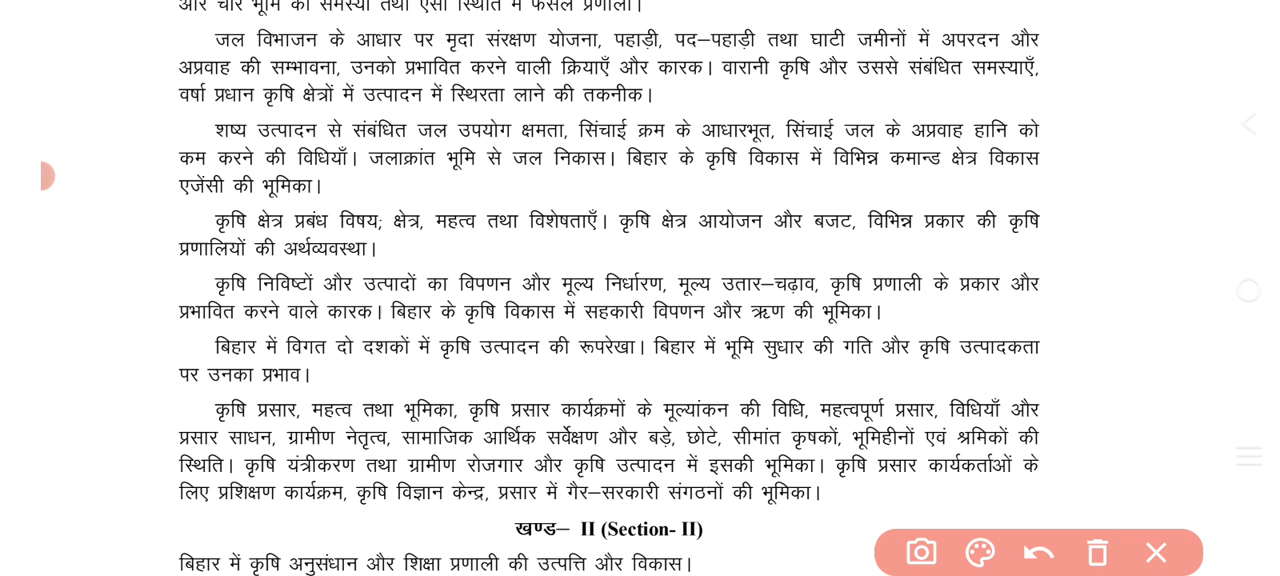 और चारे भूमि की समस्या तथा ऐसी स्थिति में फसल प्रणाली।
जल विभाजन के आधार पर मृदा संरक्षण योजना, पहाड़ी, पद–पहाड़ी तथा घाटी जमीनों में अपरदन और
अप्रवाह की सम्भावना, उनको प्रभावित करने वाली क्रियाएँ और कारक। वारानी कृषि और उससे संबंधित समस्याएँ,
वर्षा प्रधान कृषि क्षेत्रों में उत्पादन में स्थिरता लाने की तकनीक।
शष्य उत्पादन से संबंधित जल उपयोग क्षमता, सिंचाई क्रम के आधारभूत, सिंचाई जल के अप्रवाह हानि को
कम करने की विधियाँ। जलाक्रांत भूमि से जल निकास। बिहार के कृषि विकास में विभिन्न कमान्ड क्षेत्र विकास
एजेंसी की भूमिका।
कृषि क्षेत्र प्रबंध विषय; क्षेत्र, महत्व तथा विशेषताएँ। कृषि क्षेत्र आयोजन और बजट, विभिन्न प्रकार की कृषि
प्रणालियों की अर्थव्यवस्था।
कृषि निविष्टों और उत्पादों का विपणन और मूल्य निर्धारण, मूल्य उतार–चढ़ाव, कृषि प्रणाली के प्रकार और
प्रभावित करने वाले कारक। बिहार के कृषि विकास में सहकारी विपणन और ऋण की भूमिका।
बिहार में विगत दो दशकों में कृषि उत्पादन की रूपरेखा। बिहार में भूमि सुधार की गति और कृषि उत्पादकता
पर उनका प्रभाव।
कृषि प्रसार, महत्व तथा भूमिका, कृषि प्रसार कार्यक्रमों के मूल्यांकन की विधि, महत्वपूर्ण प्रसार, विधियाँ और
प्रसार साधन, ग्रामीण नेतृत्व, सामाजिक आर्थिक सर्वेक्षण और बड़े, छोटे, सीमांत कृषकों, भूमिहीनों एवं श्रमिकों की
स्थिति। कृषि यंत्रीकरण तथा ग्रामीण रोजगार और कृषि उत्पादन में इसकी भूमिका। कृषि प्रसार कार्यकर्ताओं के
लिए प्रशिक्षण कार्यक्रम, कृषि विज्ञान केन्द्र, प्रसार में गैर–सरकारी संगठनों की भूमिका।
खण्ड– II (Section- II)
बिहार में कृषि अनुसंधान और शिक्षा प्रणाली की उत्पत्ति और विकास।